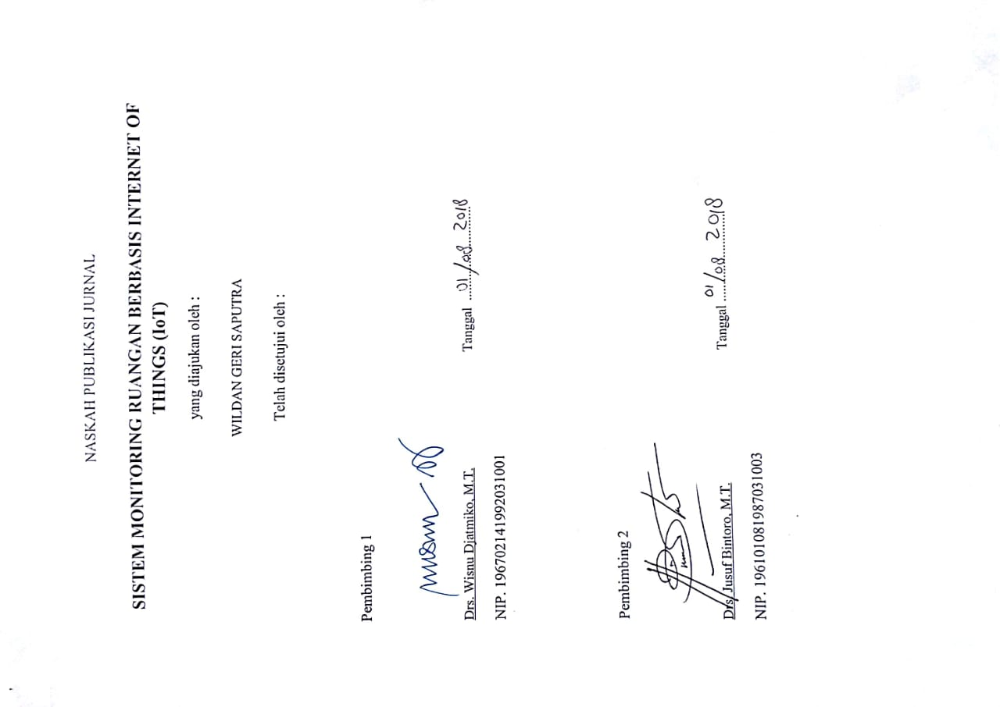 NASKAH PUBLIKASI JURNAL
SISTEM MONITORING RUANGAN BERBASIS INTERNET OF
THINGS (IoT)
yang diajukan oleh :
WILDAN GERI SAPUTRA
Telah disetujui oleh :
Pembimbing 1
Drs. Wisnu Djatmiko, M.T.
Tanggal 01/08 2018
NIP. 196702141992031001
Pembimbing 2
Drs. Jusuf Bintoro, M.T.
Tanggal 01/08 2018
NIP. 196101081987031003